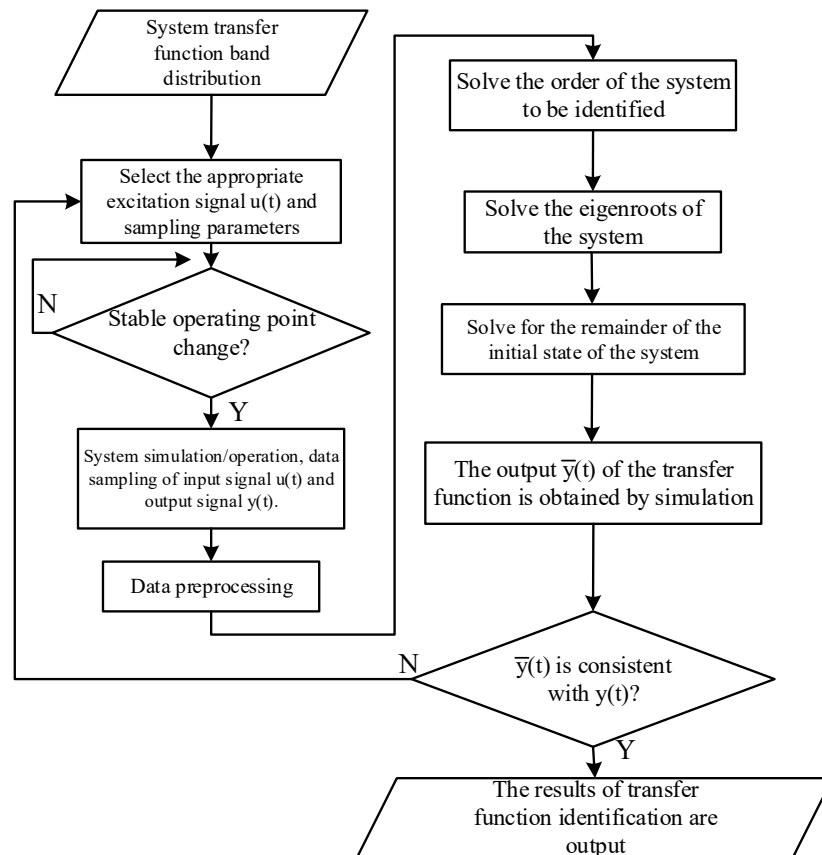 System transfer
function band
distribution
Select the appropriate
excitation signal u(t) and
sampling parameters
N
Stable operating point
change?
Y
System simulation/operation, data
sampling of input signal u(t) and
output signal y(t).
Data preprocessing
Solve the order of the system
to be identified
Solve the eigenroots of
the system
Solve for the remainder of the
initial state of the system
The output y̅(t) of the transfer
function is obtained by simulation
N
y̅(t) is consistent
with y(t)?
Y
The results of transfer
function identification are
output